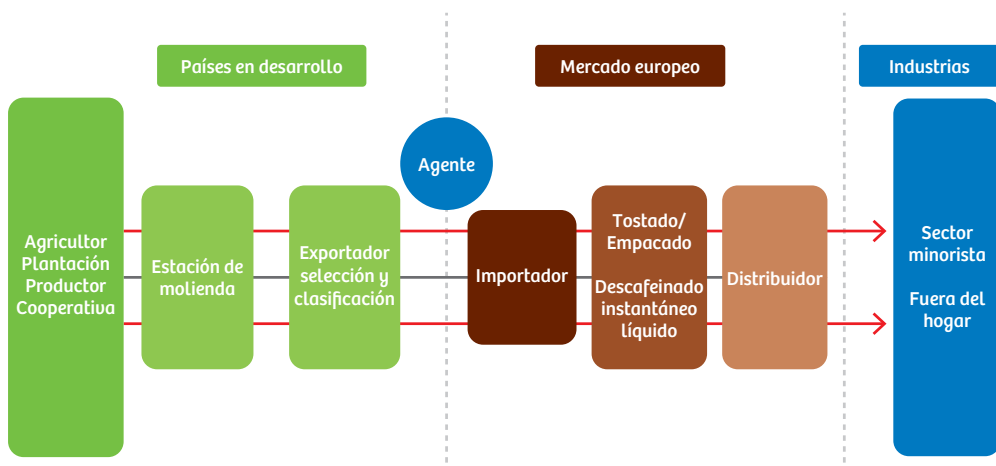 Países en desarrollo
Mercado europeo
Industrias
Agente
Agricultor
Plantación
Productor
Cooperativa
Estación de
molienda
Exportador
selección y
clasificación
Importador
Tostado/
Empacado
Descafeinado
instantáneo
líquido
Distribuidor
Sector
minorista
Fuera del
hogar